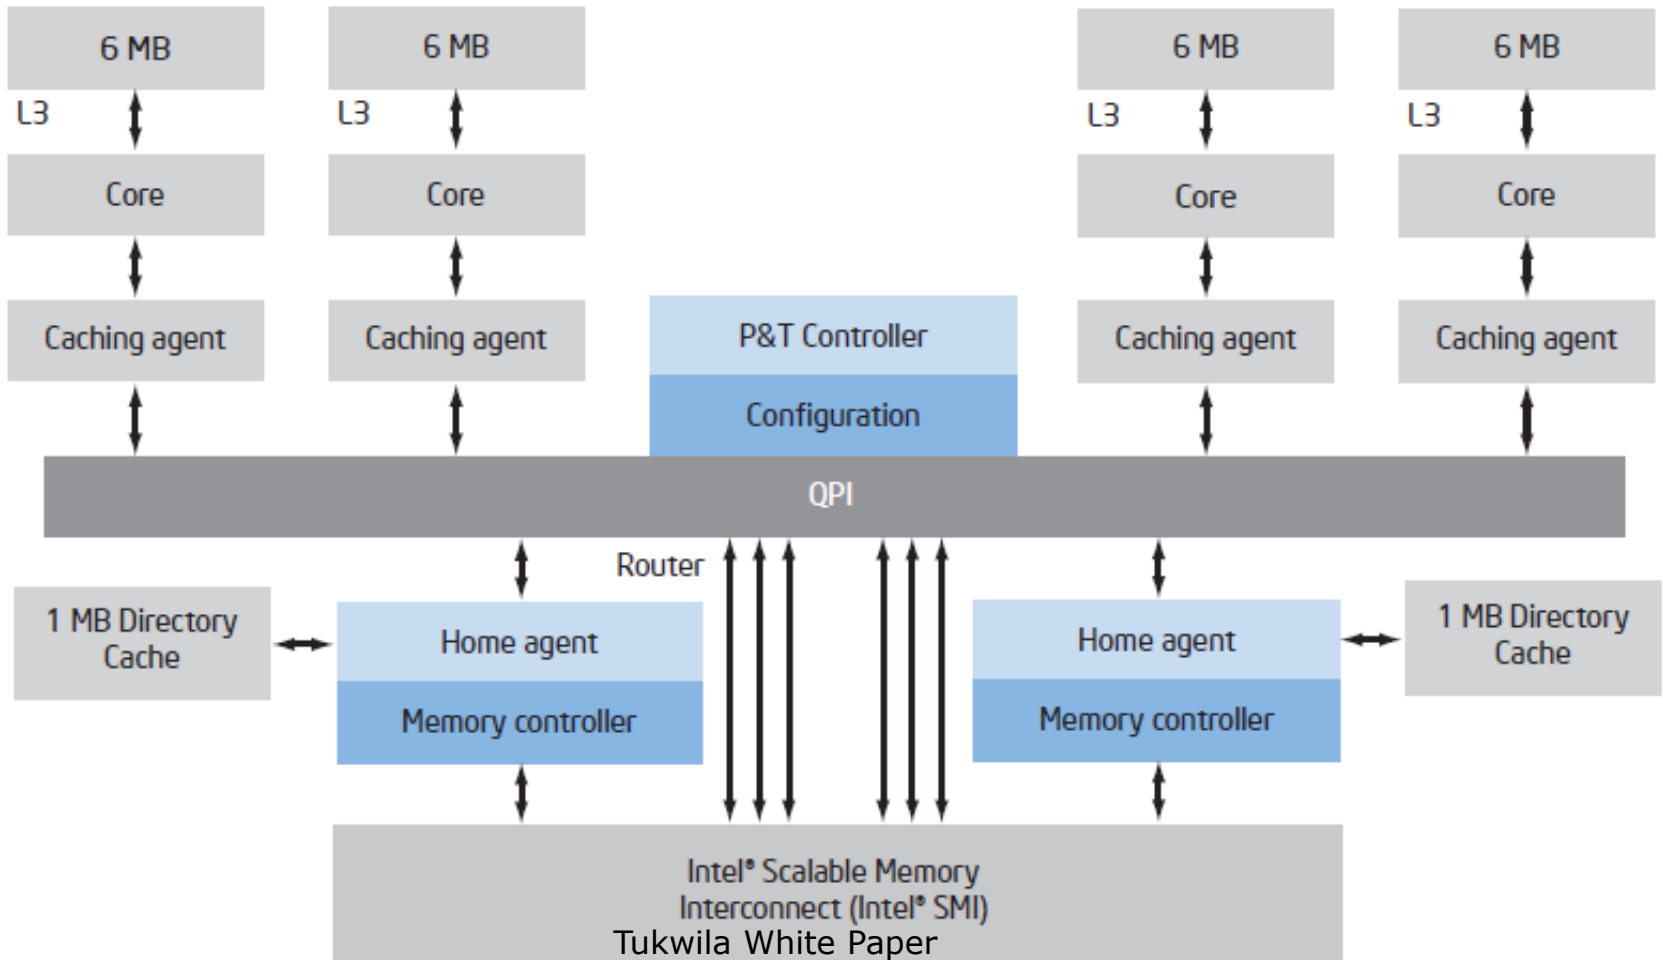 6 MB
6 MB
6 MB
6 MB
L3
L3
L3
L3
Core
Core
Core
Core
Caching agent
Caching agent
P&T Controller
Caching agent
Caching agent
Configuration
QPI
Router
1 MB Directory
Cache
Home agent
Home agent
1 MB Directory
Cache
Memory controller
Memory controller
Intel® Scalable Memory
Interconnect (Intel® SMI)
Tukwila White Paper